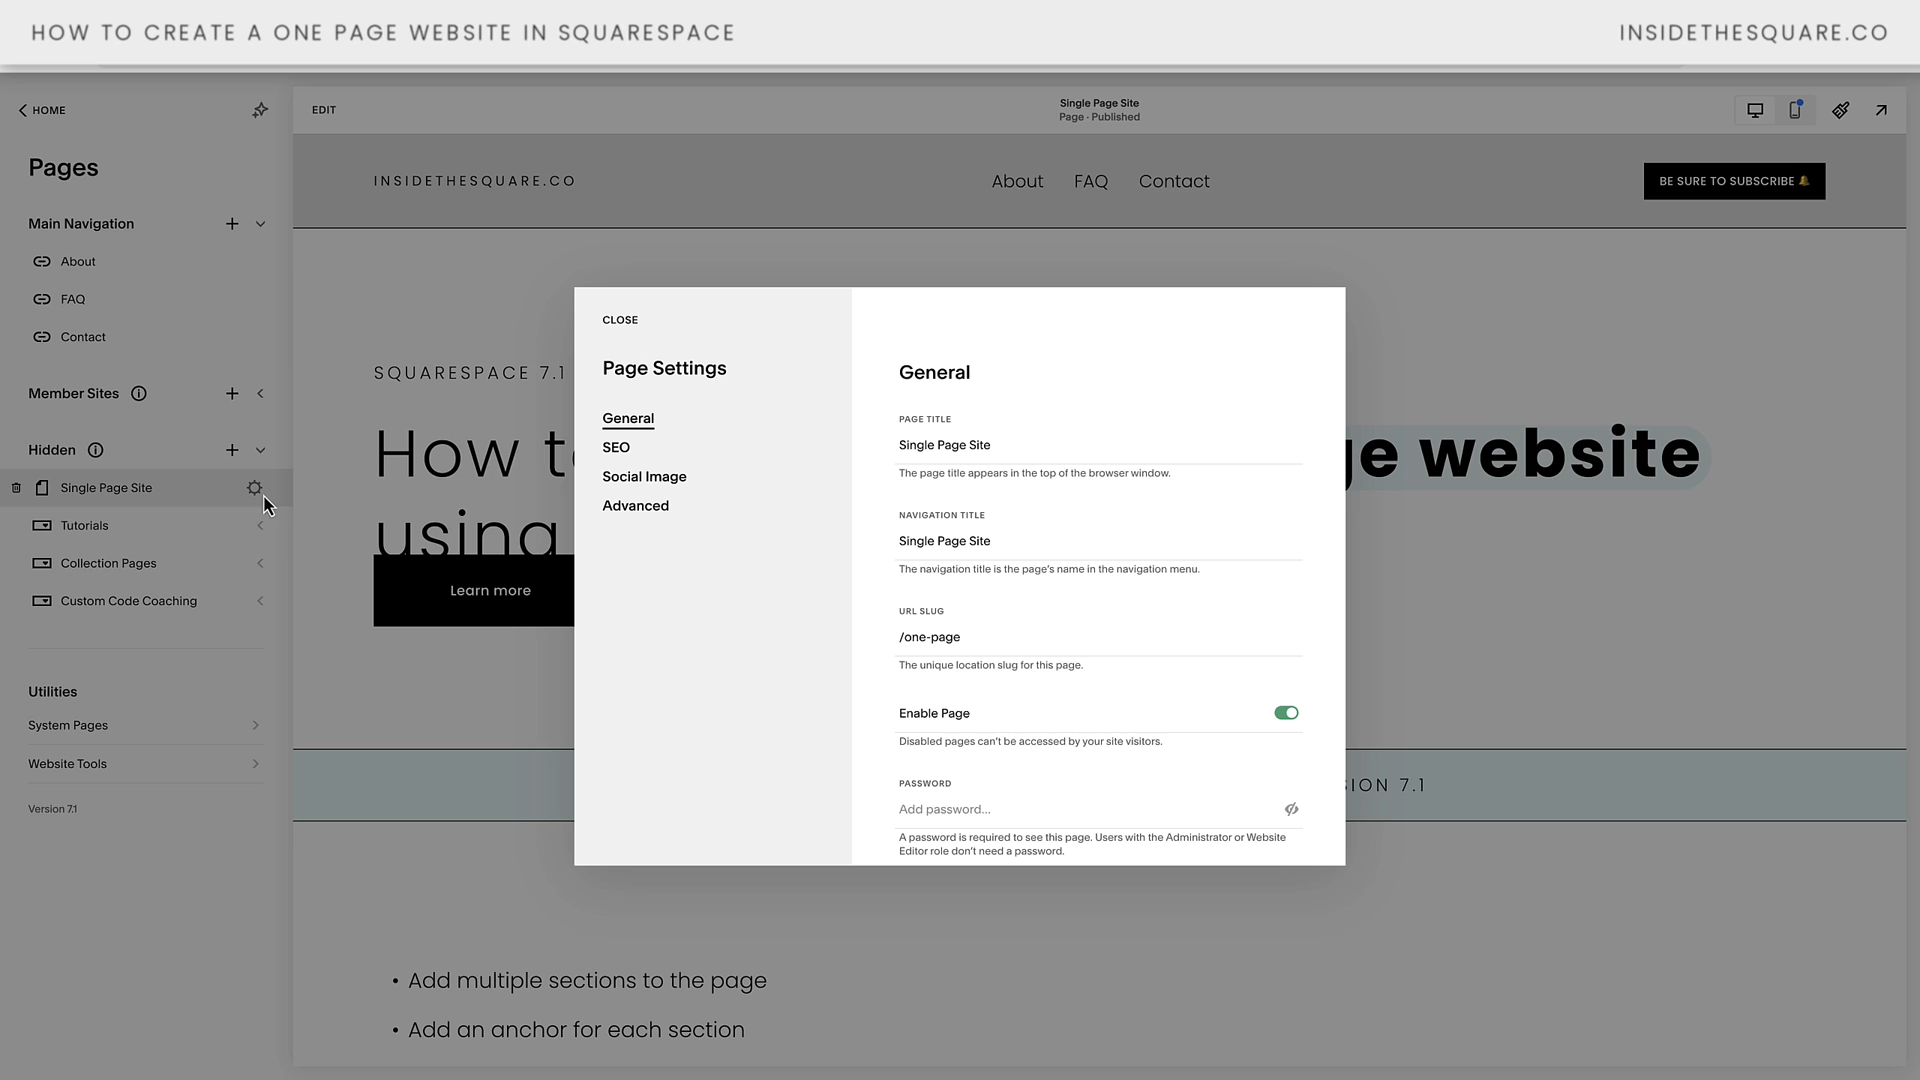 HOW TO CREATE A ONE PAGE WEBSITE IN SQUARESPACE
INSIDETHESQUARE.CO
HOME
Pages
Main Navigation
About
FAQ
Contact
Member Sites
Hidden
Single Page Site
Tutorials
Collection Pages
Custom Code Coaching
Utilities
System Pages
Website Tools
Version 7.1
EDIT
Single Page Site
Page · Published
INSIDETHESQUARE.CO
About FAQ Contact
BE SURE TO SUBSCRIBE 🔔
SQUARESPACE 7.1
How
website
using
Learn more
7.1
• Add multiple sections to the page
• Add an anchor for each section
CLOSE
Page Settings
General
SEO
Social Image
Advanced
General
PAGE TITLE
Single Page Site
The page title appears in the top of the browser window.
NAVIGATION TITLE
Single Page Site
The navigation title is the page's name in the navigation menu.
URL SLUG
/one-page
The unique location slug for this page.
Enable Page
Disabled pages can't be accessed by your site visitors.
PASSWORD
Add password...
A password is required to see this page. Users with the Administrator or Website
Editor role don't need a password.